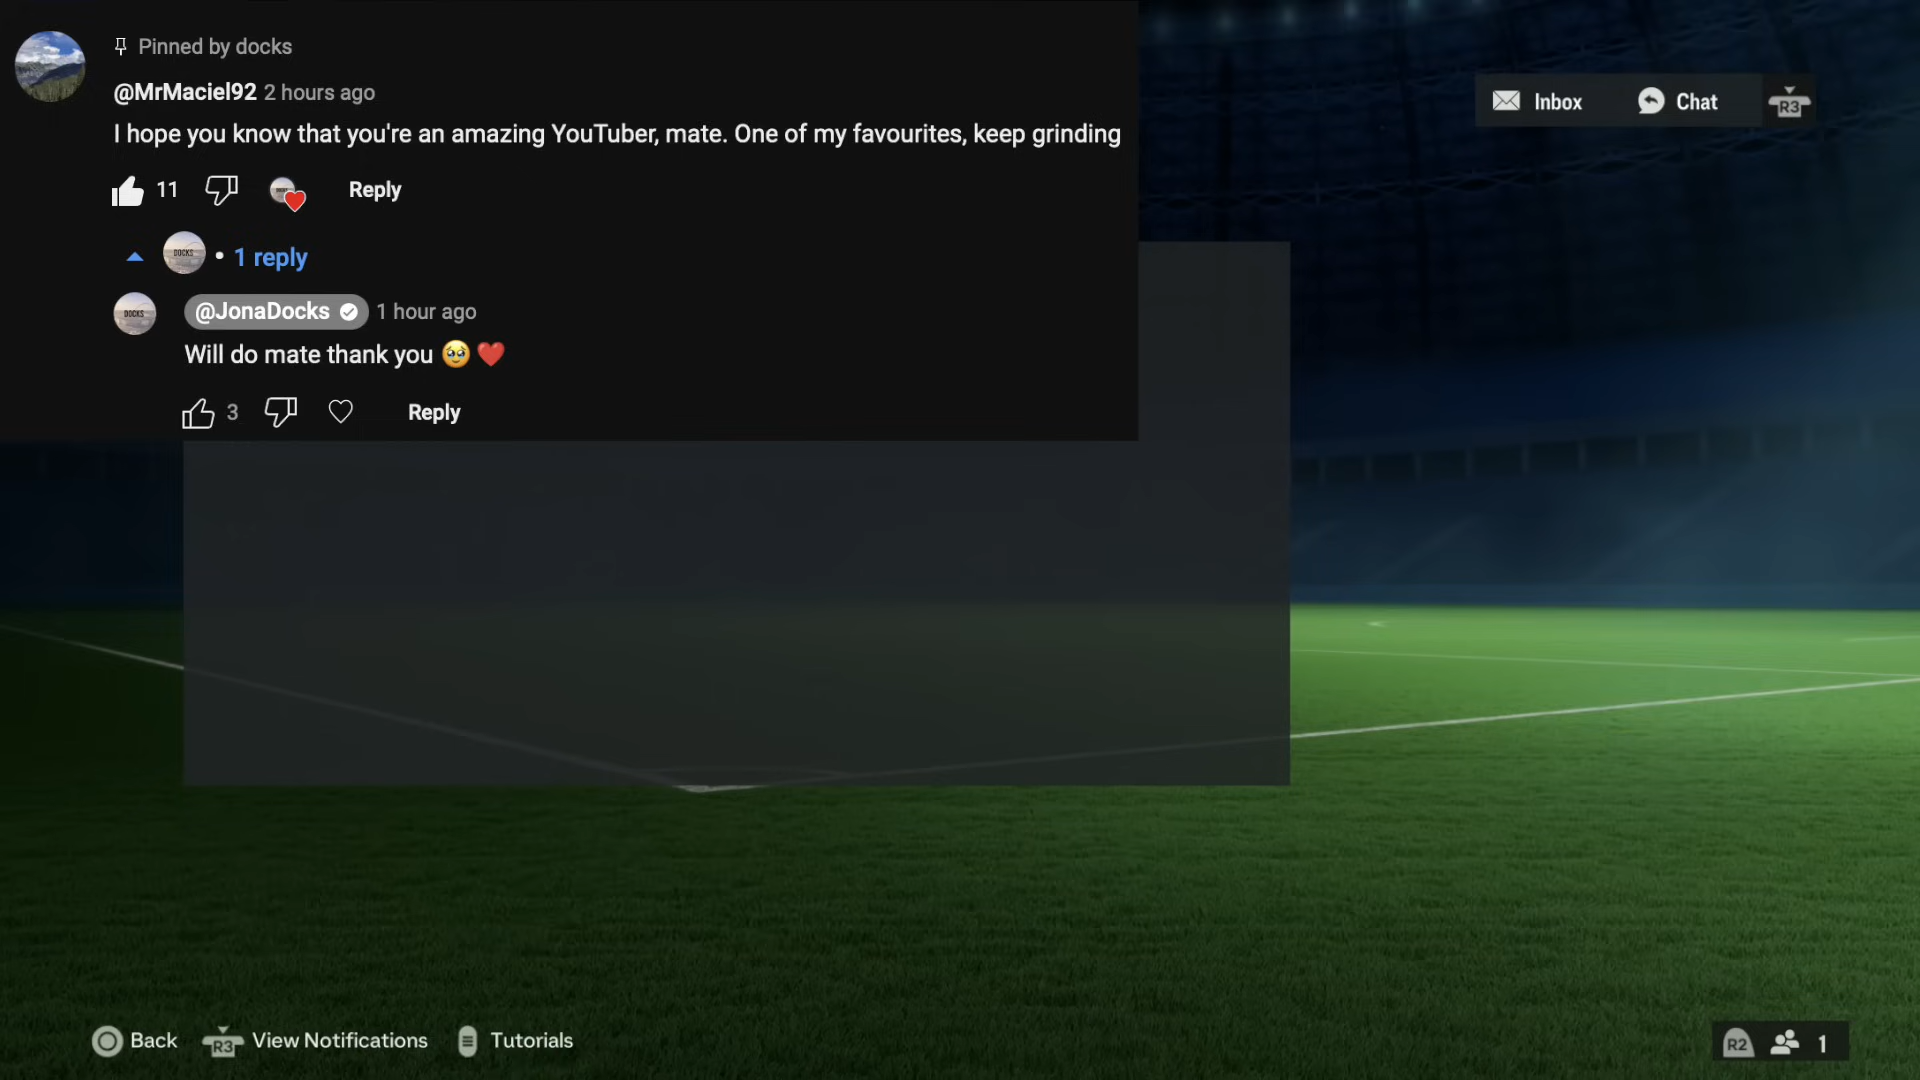 Pinned by docks
@MrMaciel92 2 hours ago
I hope you know that you're an amazing YouTuber, mate. One of my favourites, keep grinding
11 Reply
DOCKS • 1 reply
DOCKS @JonaDocks 1 hour ago
Will do mate thank you 🥹❤️
3 Reply
Inbox Chat R3
Back R3 View Notifications Tutorials
R2 1